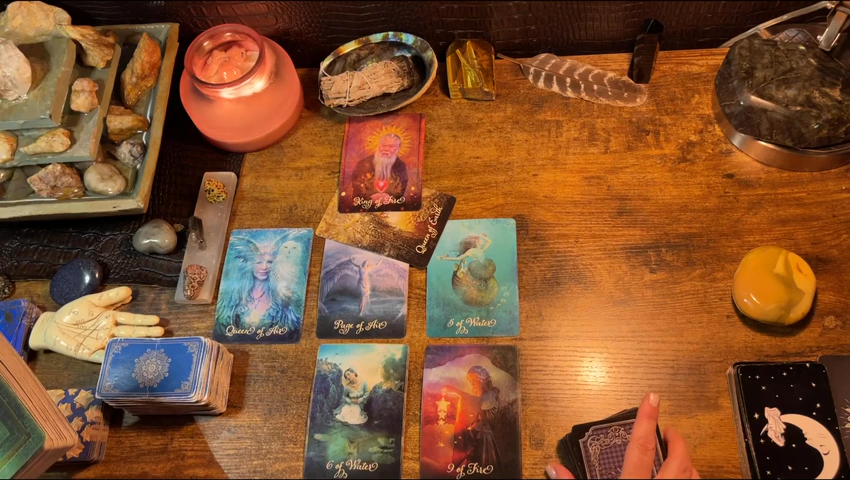 King of Fire
Queen of Earth
Queen of Air
Page of Air
5 of Water
6 of Water
9 of Fire